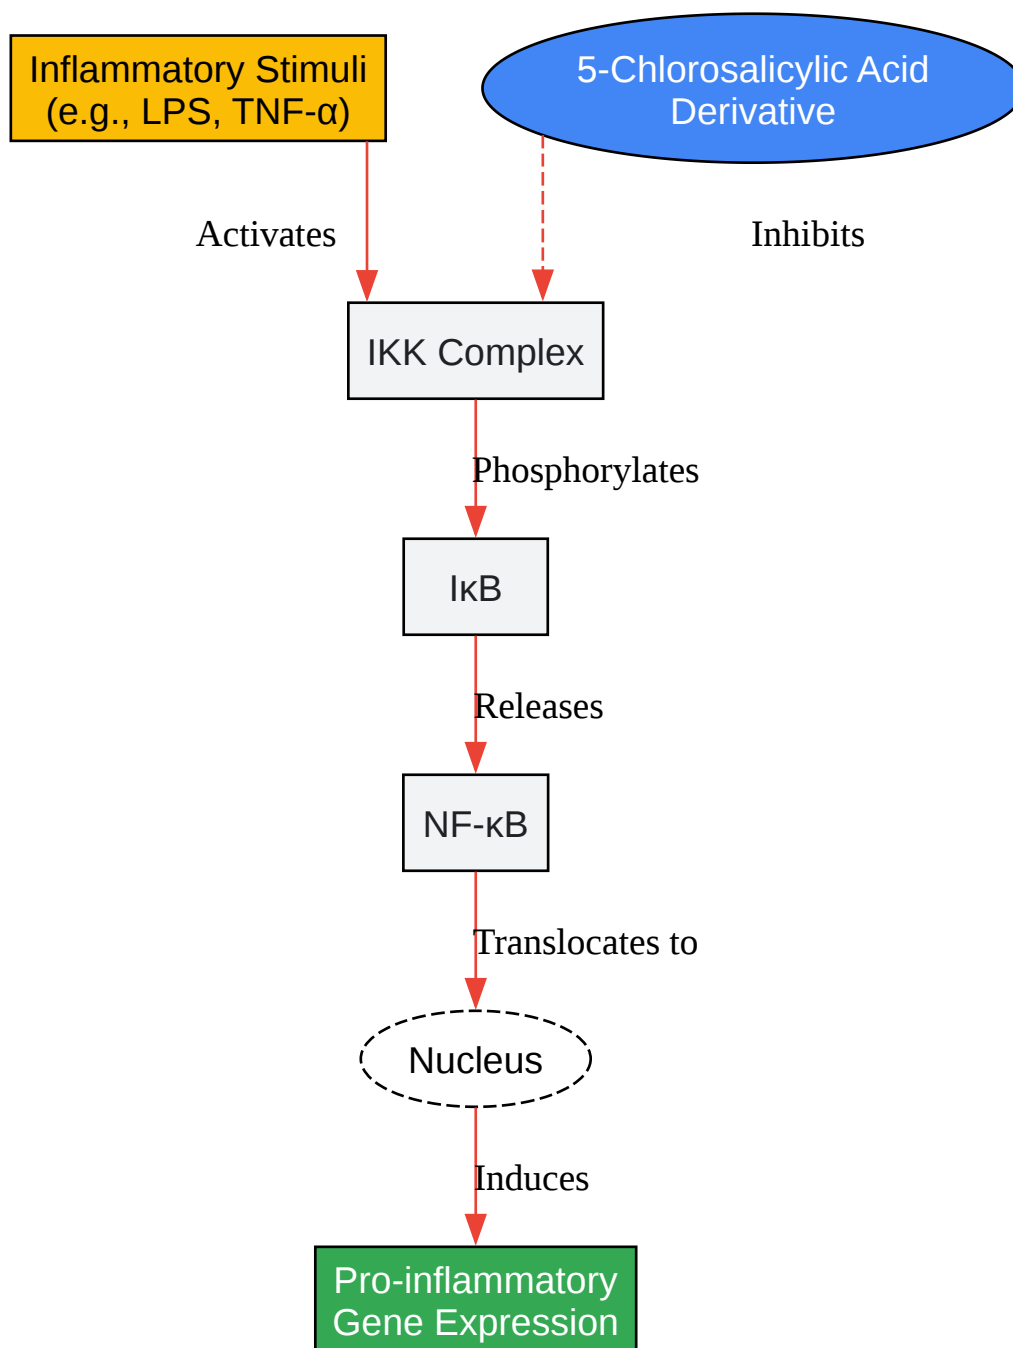 Inflammatory Stimuli
(e.g., LPS, TNF-α)
5-Chlorosalicylic Acid
Derivative
Activates
Inhibits
IKK Complex
Phosphorylates
IκB
Releases
NF-κB
Translocates to
Nucleus
Induces
Pro-inflammatory
Gene Expression